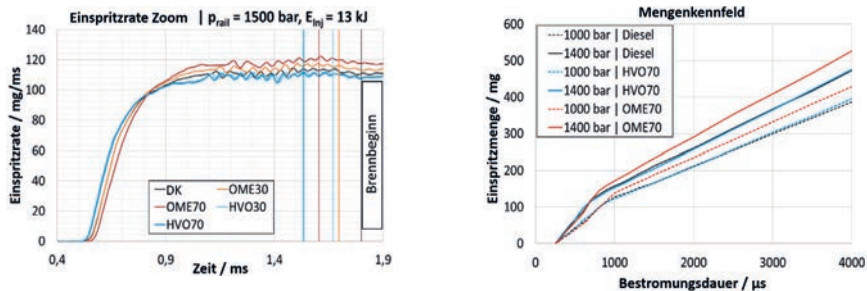 Einspritzrate Zoom | p_rail = 1500 bar, E_Inj = 13 kJ
Einspritzrate / mg/ms
140
120
100
80
60
40
20
0
DK
OME30
OME70
HVO30
HVO70
Brennbeginn
0,4
0,9
1,4
1,9
Zeit / ms
Mengenkennfeld
Einspritzmenge / mg
600
500
400
300
200
100
0
1000 bar | Diesel
1400 bar | Diesel
1000 bar | HVO70
1400 bar | HVO70
1000 bar | OME70
1400 bar | OME70
0
1000
2000
3000
4000
Bestromungsdauer / µs